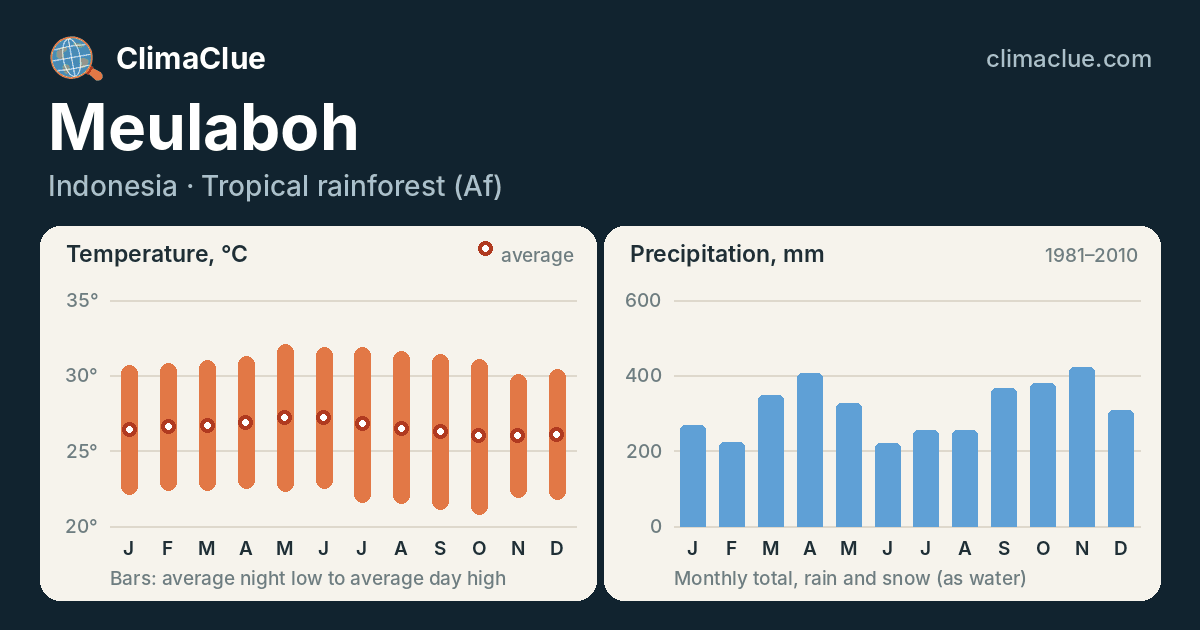 ClimaClue
climaclue.com
Meulaboh
Indonesia · Tropical rainforest (Af)
Temperature, °C
average
35°
30°
25°
20°
J F M A M J J A S O N D
Bars: average night low to average day high
Precipitation, mm
1981–2010
600
400
200
0
J F M A M J J A S O N D
Monthly total, rain and snow (as water)